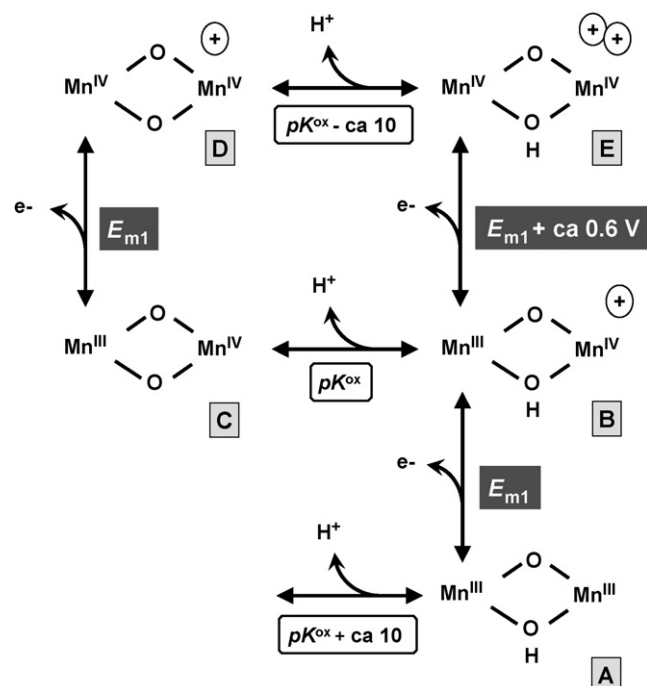 O + H+ O ++
MnIV MnIV MnIV MnIV
O pKox - ca 10 O
D H E
e- Em1 e- Em1 + ca 0.6 V
O H+ O +
MnIII MnIV MnIII MnIV
O pKox O
C H B
e- Em1
H+ O
MnIII MnIII
pKox + ca 10 O
H
A